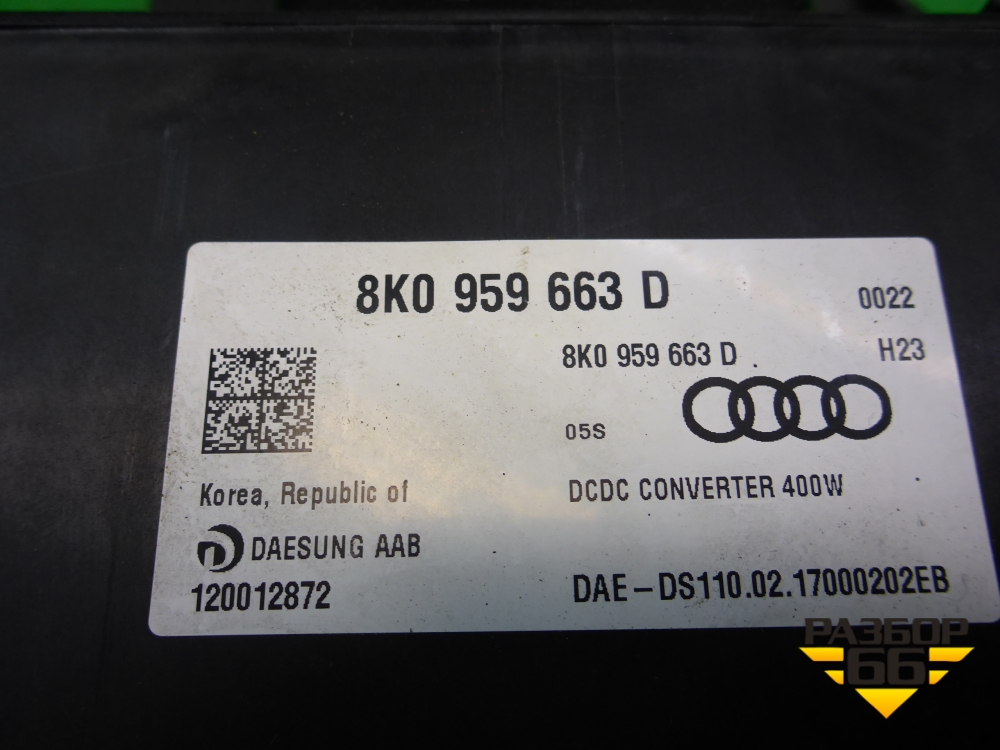 8K0 959 663 D
0022
8K0 959 663 D
H23
05S
Korea, Republic of
DCDC CONVERTER 400W
DAESUNG AAB
120012872
DAE-DS110.02.17000202EB
РАЗБОР
66